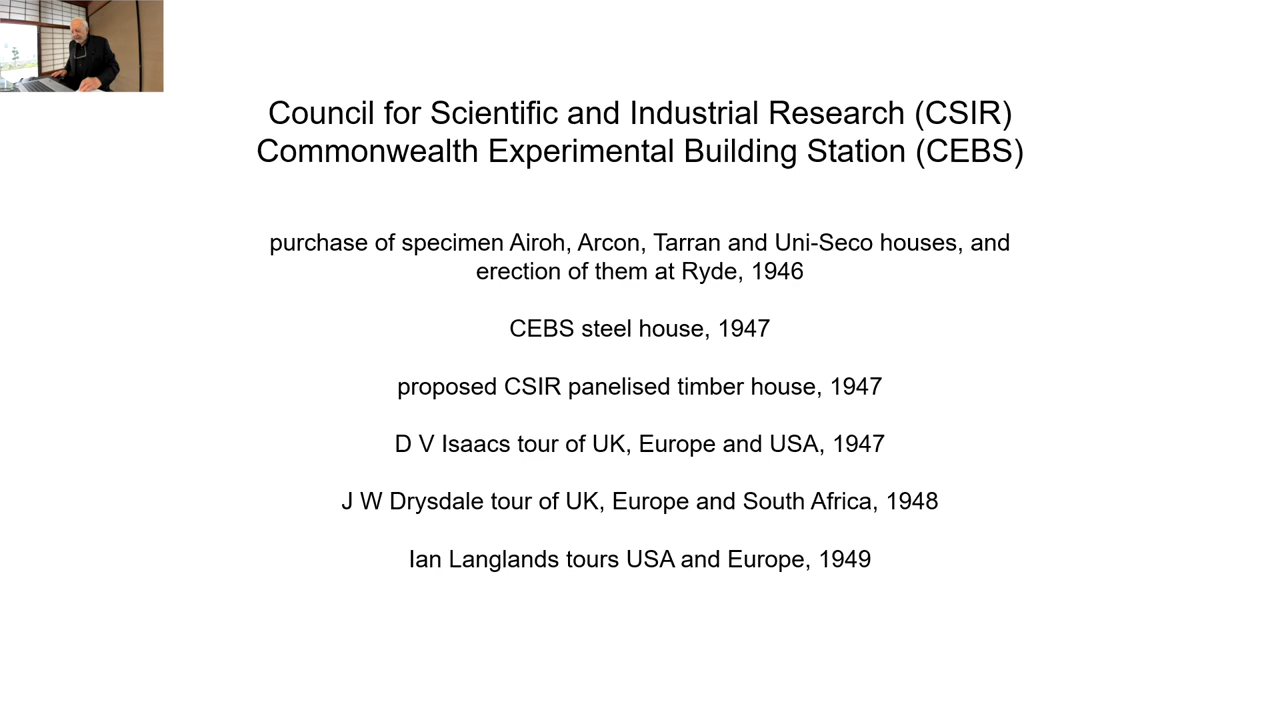 Council for Scientific and Industrial Research (CSIR)
Commonwealth Experimental Building Station (CEBS)
purchase of specimen Airoh, Arcon, Tarran and Uni-Seco houses, and
erection of them at Ryde, 1946
CEBS steel house, 1947
proposed CSIR panelised timber house, 1947
D V Isaacs tour of UK, Europe and USA, 1947
J W Drysdale tour of UK, Europe and South Africa, 1948
Ian Langlands tours USA and Europe, 1949